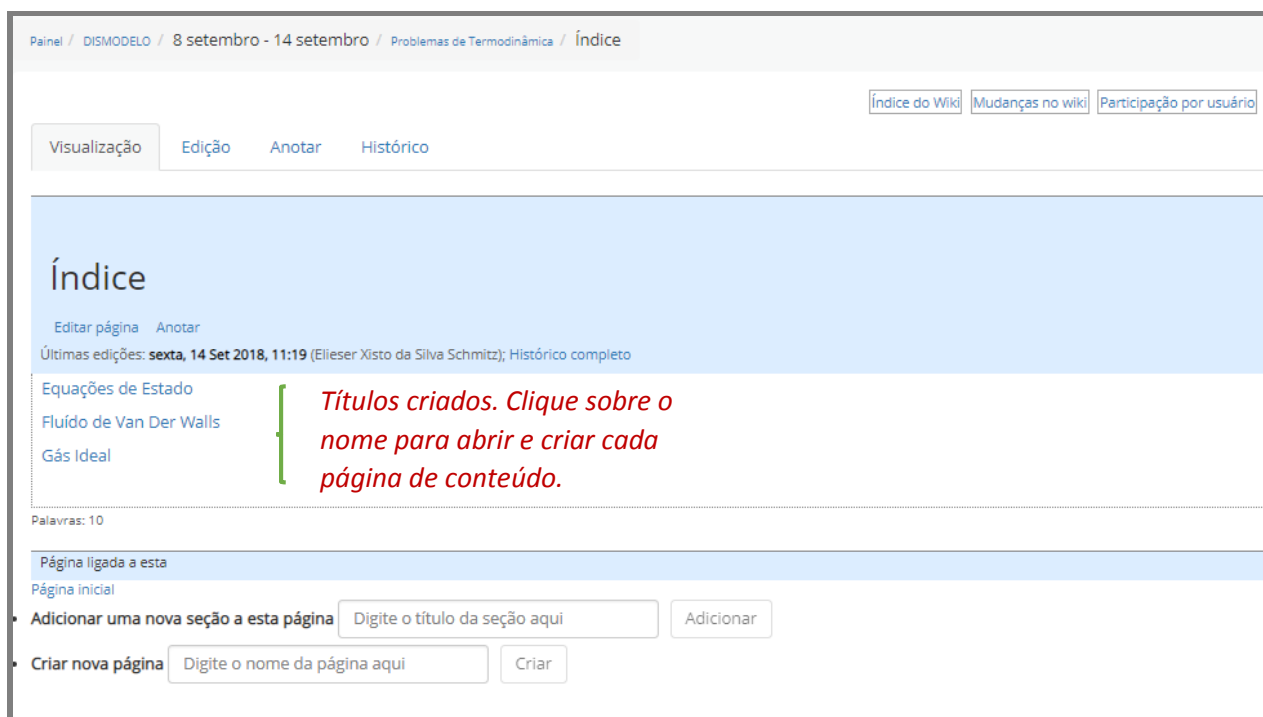 Painel / DISMODELO / 8 setembro - 14 setembro / Problemas de Termodinâmica / Índice
Índice do Wiki Mudanças no wiki Participação por usuário
Visualização Edição Anotar Histórico
Índice
Editar página Anotar
Últimas edições: sexta, 14 Set 2018, 11:19 (Elieser Xisto da Silva Schmitz); Histórico completo
Equações de Estado
Fluído de Van Der Walls
Gás Ideal
Títulos criados. Clique sobre o
nome para abrir e criar cada
página de conteúdo.
Palavras: 10
Página ligada a esta
Página inicial
• Adicionar uma nova seção a esta página Digite o título da seção aqui Adicionar
• Criar nova página Digite o nome da página aqui Criar